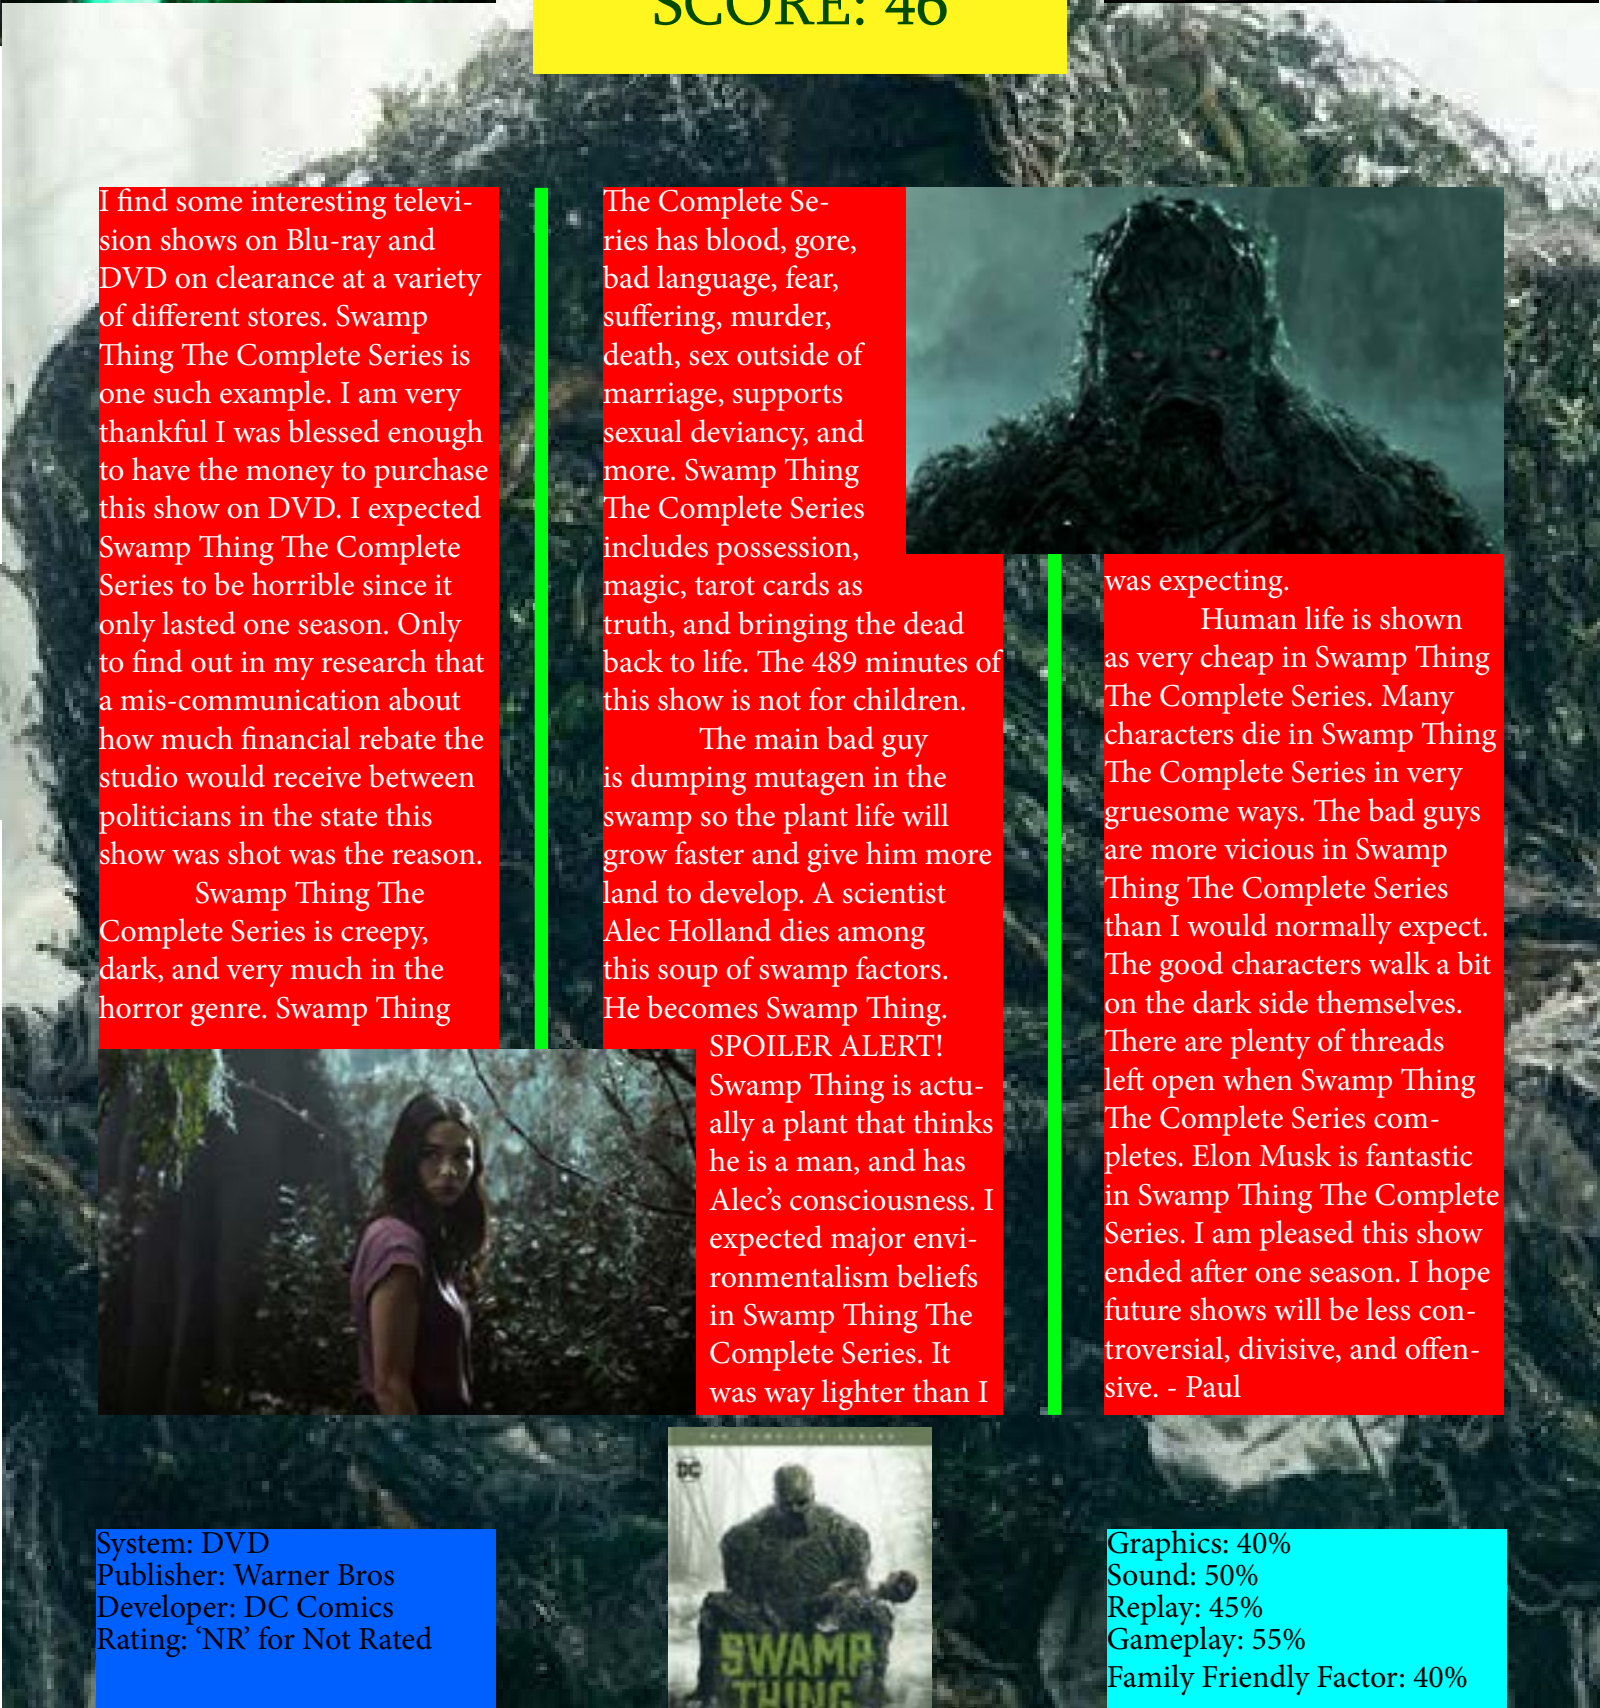 SCORE: 46
I find some interesting televi-
sion shows on Blu-ray and
DVD on clearance at a variety
of different stores. Swamp
Thing The Complete Series is
one such example. I am very
thankful I was blessed enough
to have the money to purchase
this show on DVD. I expected
Swamp Thing The Complete
Series to be horrible since it
only lasted one season. Only
to find out in my research that
a mis-communication about
how much financial rebate the
studio would receive between
politicians in the state this
show was shot was the reason.
Swamp Thing The
Complete Series is creepy,
dark, and very much in the
horror genre. Swamp Thing
The Complete Se-
ries has blood, gore,
bad language, fear,
suffering, murder,
death, sex outside of
marriage, supports
sexual deviancy, and
more. Swamp Thing
The Complete Series
includes possession,
magic, tarot cards as
truth, and bringing the dead
back to life. The 489 minutes of
this show is not for children.
The main bad guy
is dumping mutagen in the
swamp so the plant life will
grow faster and give him more
land to develop. A scientist
Alec Holland dies among
this soup of swamp factors.
He becomes Swamp Thing.
SPOILER ALERT!
Swamp Thing is actu-
ally a plant that thinks
he is a man, and has
Alec's consciousness. I
expected major envi-
ronmentalism beliefs
in Swamp Thing The
Complete Series. It
was way lighter than I
was expecting.
Human life is shown
as very cheap in Swamp Thing
The Complete Series. Many
characters die in Swamp Thing
The Complete Series in very
gruesome ways. The bad guys
are more vicious in Swamp
Thing The Complete Series
than I would normally expect.
The good characters walk a bit
on the dark side themselves.
There are plenty of threads
left open when Swamp Thing
The Complete Series com-
pletes. Elon Musk is fantastic
in Swamp Thing The Complete
Series. I am pleased this show
ended after one season. I hope
future shows will be less con-
troversial, divisive, and offen-
sive. - Paul
System: DVD
Publisher: Warner Bros
Developer: DC Comics
Rating: 'NR' for Not Rated
THE COMPLETE SERIES
DC
SWAMP
THING
Graphics: 40%
Sound: 50%
Replay: 45%
Gameplay: 55%
Family Friendly Factor: 40%